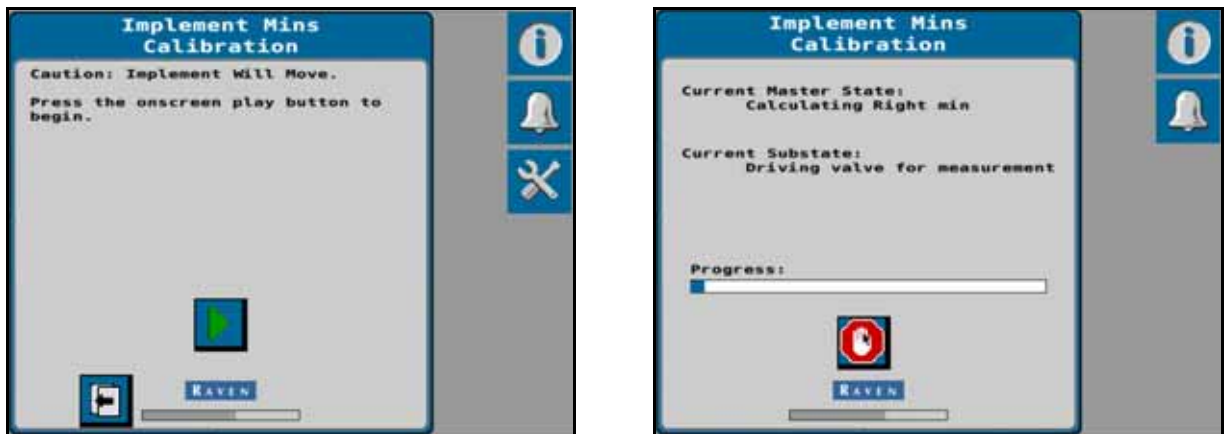 Implement Mins
Calibration
Caution: Implement Will Move.
Press the onscreen play button to
begin.
RAVEN
Implement Mins
Calibration
Current Master State:
Calculating Right min
Current Substate:
Driving valve for measurement
Progress:
RAVEN